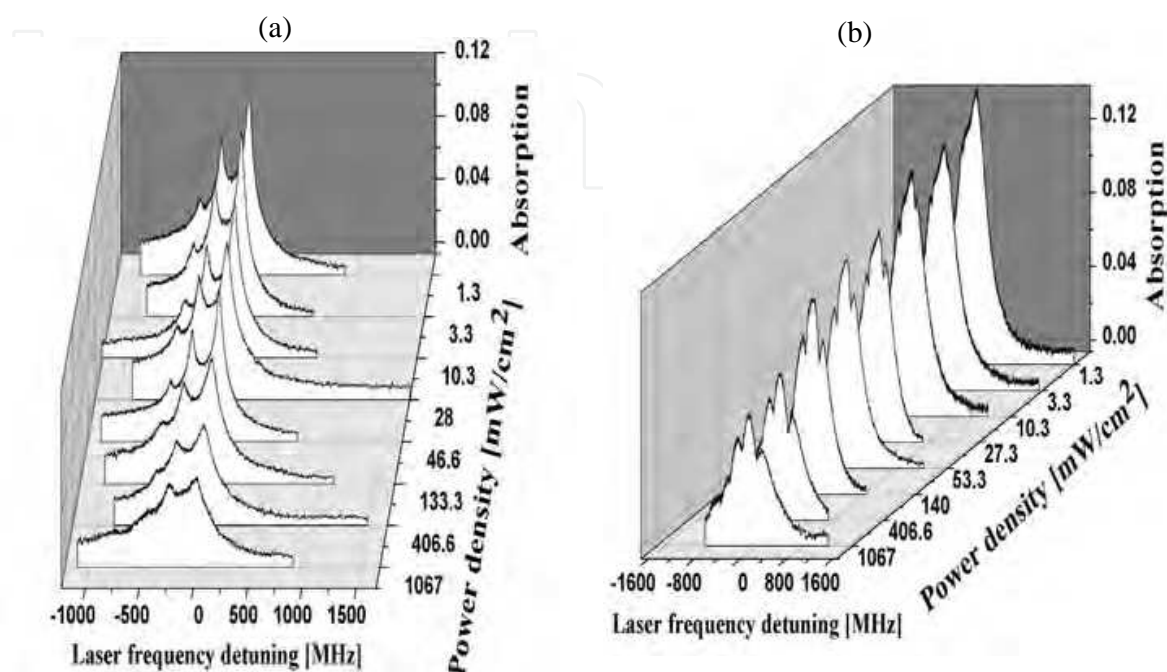 (a)
0.12
0.08
0.04
0.00
Absorption
1.3
3.3
10.3
28
46.6
133.3
406.6
1067
Power density [mW/cm²]
-1000 -500 0 500 1000 1500
Laser frequency detuning [MHz]
(b)
0.12
0.08
0.04
0.00
Absorption
1.3
3.3
10.3
27.3
53.3
140
406.6
1067
Power density [mW/cm²]
-1600 -800 0 800 1600
Laser frequency detuning [MHz]